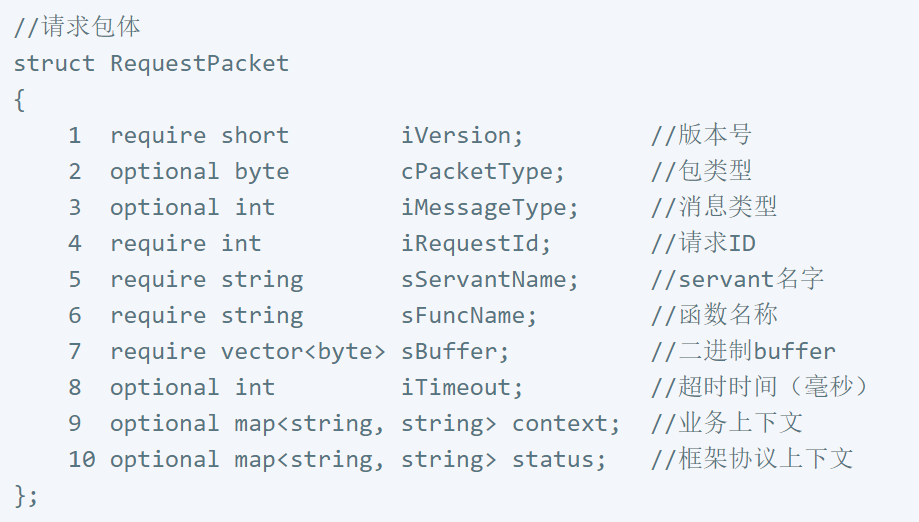 //请求包体
struct RequestPacket
{
    1  require short       iVersion;        //版本号
    2  optional byte       cPacketType;     //包类型
    3  optional int        iMessageType;    //消息类型
    4  require int         iRequestId;      //请求ID
    5  require string      sServantName;    //servant名字
    6  require string      sFuncName;       //函数名称
    7  require vector<byte> sBuffer;        //二进制buffer
    8  optional int        iTimeout;        //超时时间（毫秒）
    9  optional map<string, string> context;  //业务上下文
    10 optional map<string, string> status;   //框架协议上下文
};